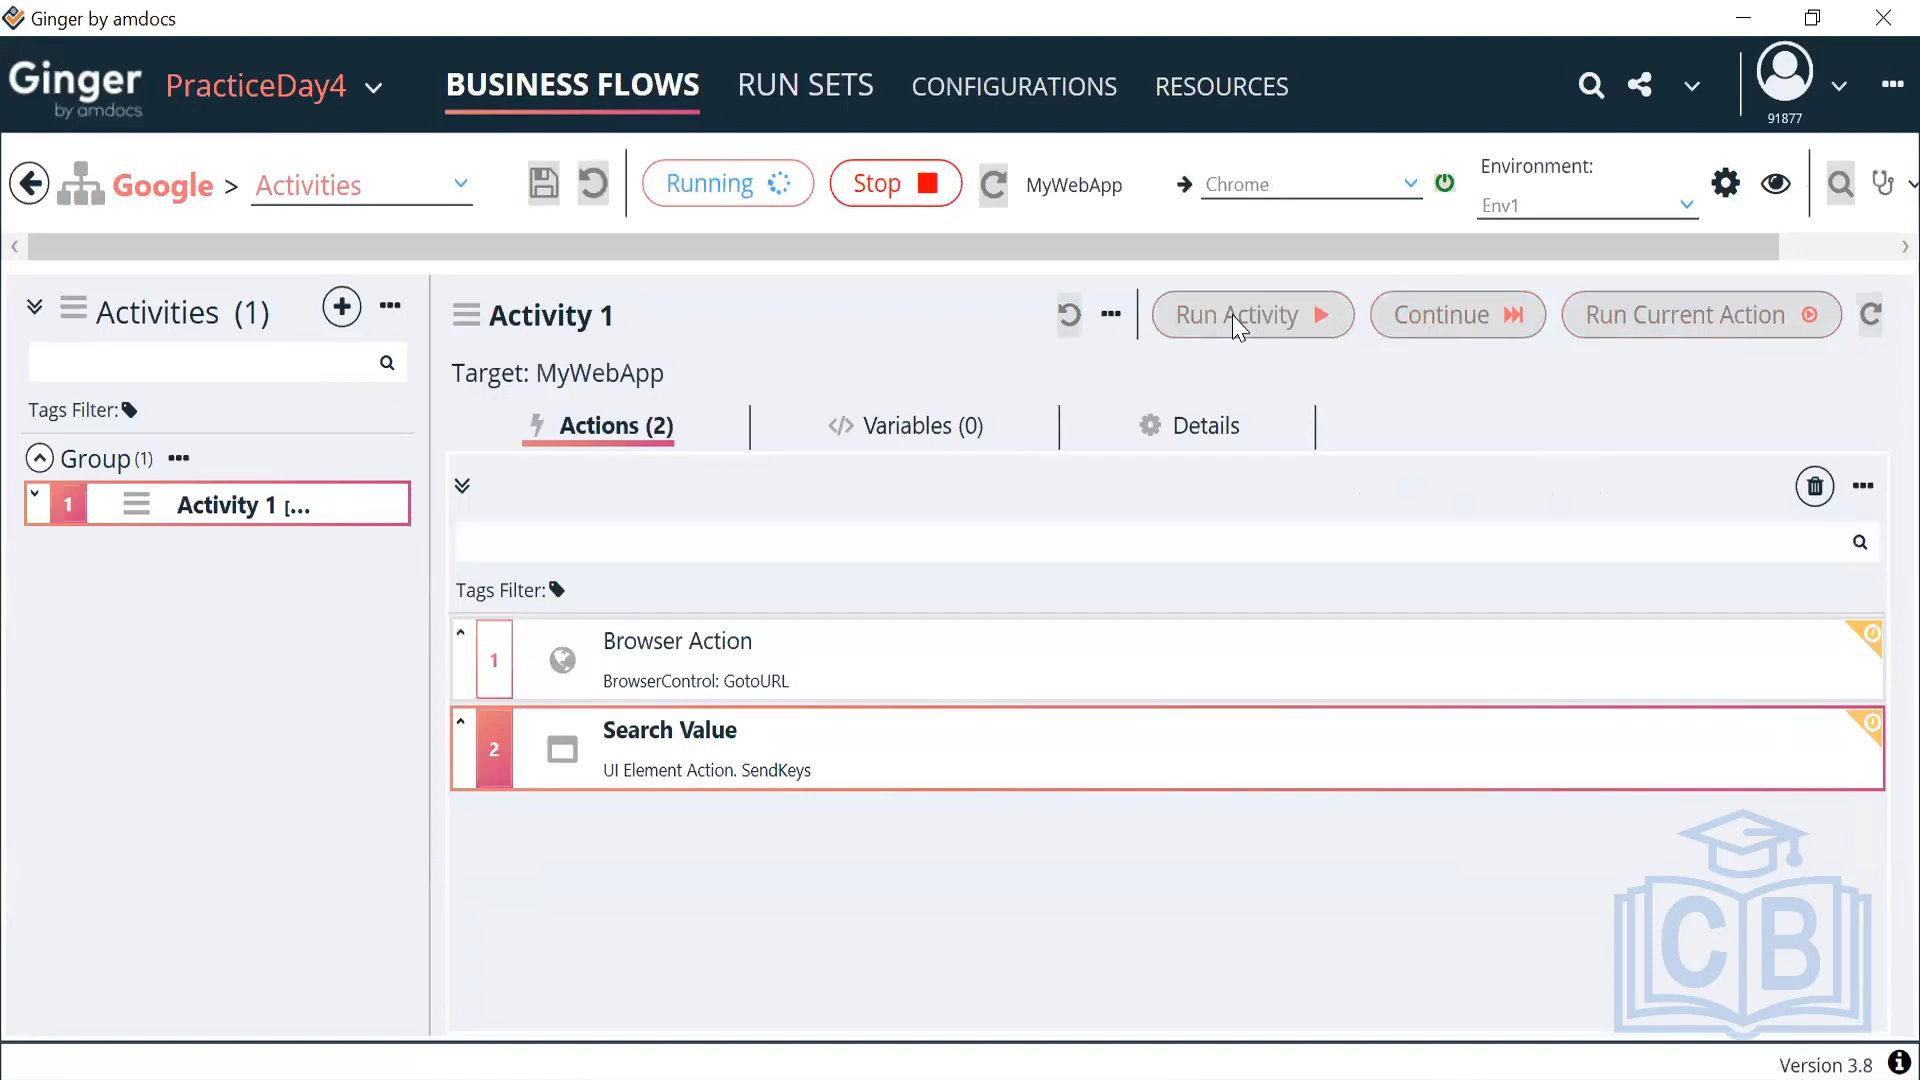 Ginger by amdocs
Ginger
by amdocs
PracticeDay4
BUSINESS FLOWS
RUN SETS
CONFIGURATIONS
RESOURCES
91877
Google > Activities
Running
Stop
MyWebApp
Chrome
Environment:
Env1
Activities (1)
Tags Filter:
Group (1)
1 Activity 1 [...
Activity 1
Run Activity
Continue
Run Current Action
Target: MyWebApp
Actions (2)
Variables (0)
Details
Tags Filter:
1
Browser Action
BrowserControl: GotoURL
2
Search Value
UI Element Action. SendKeys
CB
Version 3.8